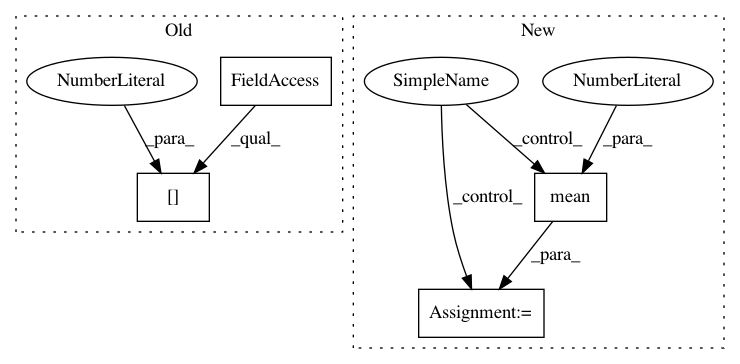 Old
New
NumberLiteral
FieldAccess
SimpleName
NumberLiteral
_para_
_qual_
_control_
_para_
[]
_control_
mean
_para_
Assignment:=